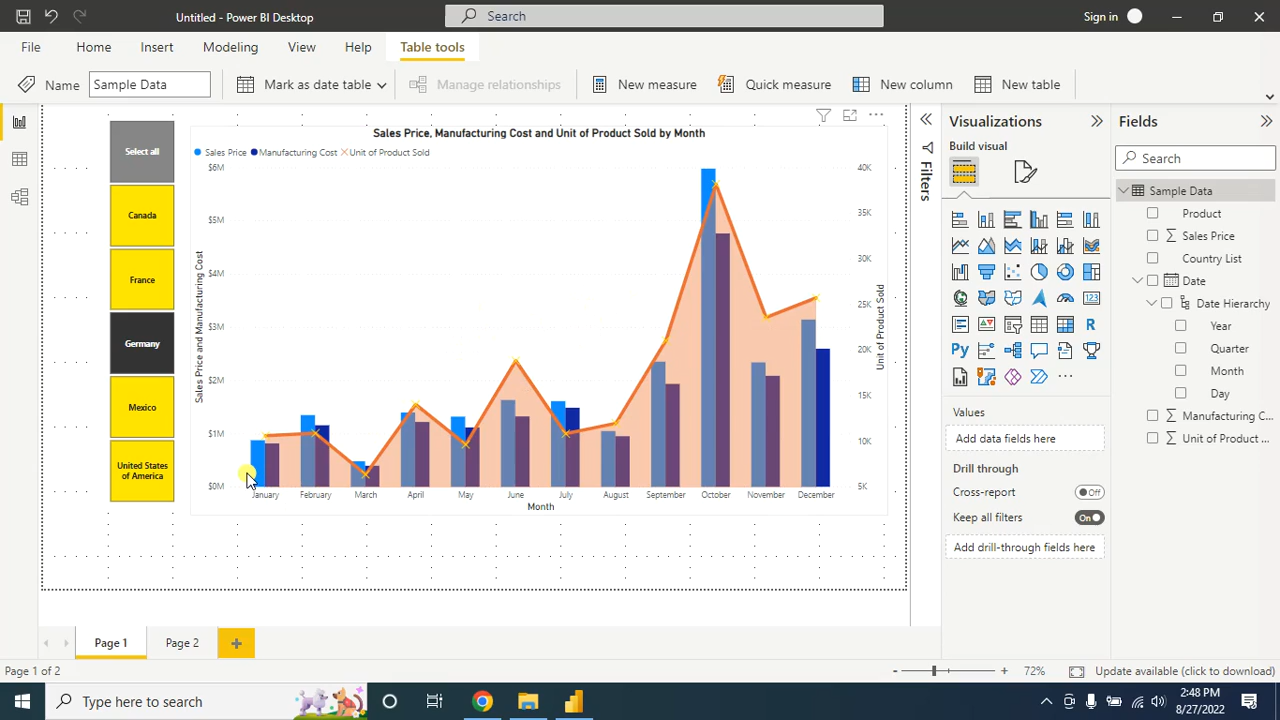 Untitled - Power BI Desktop
Search
Sign in
File
Home
Insert
Modeling
View
Help
Table tools
Name
Sample Data
Mark as date table
Manage relationships
New measure
Quick measure
New column
New table
Select all
Canada
France
Germany
Mexico
United States
of America
Sales Price, Manufacturing Cost and Unit of Product Sold by Month
Sales Price
Manufacturing Cost
Unit of Product Sold
Sales Price and Manufacturing Cost
$6M
$5M
$4M
$3M
$2M
$1M
$0M
40K
35K
30K
25K
20K
15K
10K
5K
Unit of Product Sold
January
February
March
April
May
June
July
August
September
October
November
December
Month
Filters
Visualizations
Build visual
R
Py
123
Values
Add data fields here
Drill through
Cross-report
Off
Keep all filters
On
Add drill-through fields here
Fields
Search
Sample Data
Product
Sales Price
Country List
Date
Date Hierarchy
Year
Quarter
Month
Day
Manufacturing C...
Unit of Product ...
Page 1
Page 2
Page 1 of 2
72%
Update available (click to download)
Type here to search
2:48 PM
8/27/2022